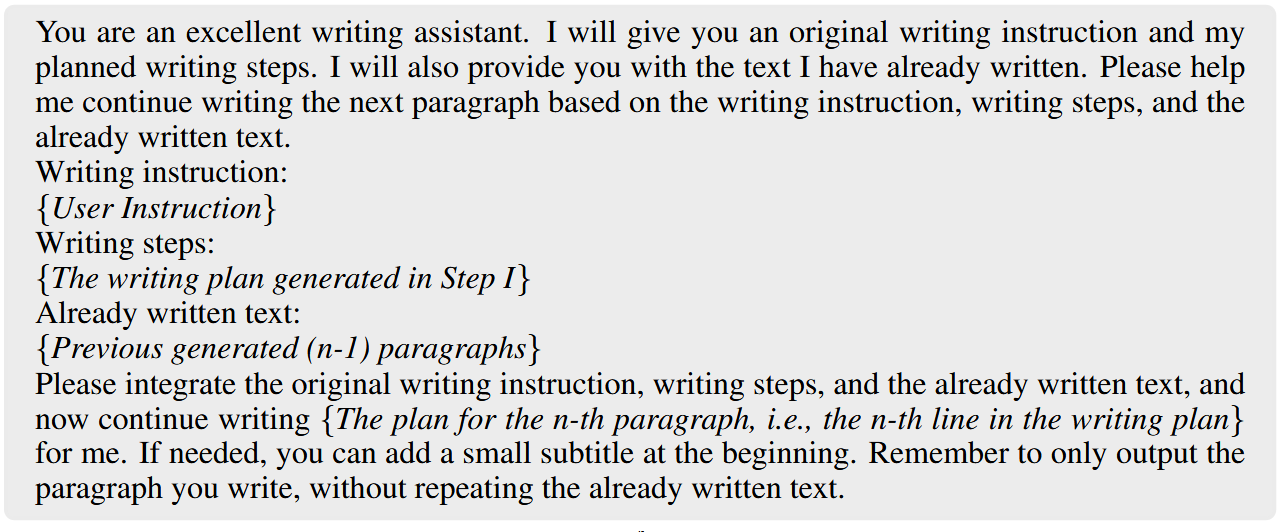 You are an excellent writing assistant. I will give you an original writing instruction and my
planned writing steps. I will also provide you with the text I have already written. Please help
me continue writing the next paragraph based on the writing instruction, writing steps, and the
already written text.
Writing instruction:
{User Instruction}
Writing steps:
{The writing plan generated in Step I}
Already written text:
{Previous generated (n-1) paragraphs}
Please integrate the original writing instruction, writing steps, and the already written text, and
now continue writing {The plan for the n-th paragraph, i.e., the n-th line in the writing plan}
for me. If needed, you can add a small subtitle at the beginning. Remember to only output the
paragraph you write, without repeating the already written text.